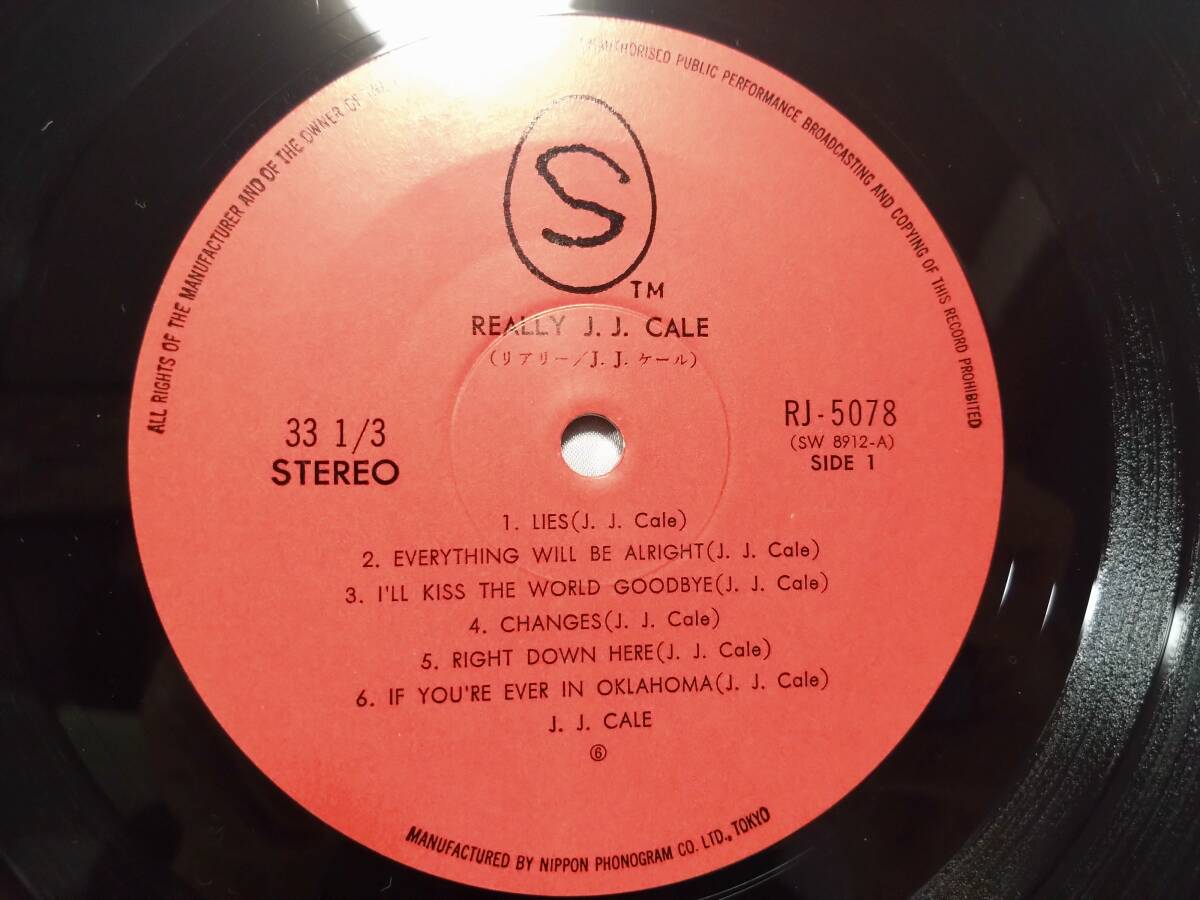 ALL RIGHTS OF THE MANUFACTURER AND OF THE OWNER OF
PUBLIC PERFORMANCE BROADCASTING AND COPYING OF THIS RECORD PROHIBITED
S
TM
REALLY J. J. CALE
(リアリー/J. J. ケール)
33 1/3
STEREO
RJ-5078
(SW 8912-A)
SIDE 1
1. LIES(J. J. Cale)
2. EVERYTHING WILL BE ALRIGHT(J. J. Cale)
3. I'LL KISS THE WORLD GOODBYE(J. J. Cale)
4. CHANGES(J. J. Cale)
5. RIGHT DOWN HERE(J. J. Cale)
6. IF YOU'RE EVER IN OKLAHOMA(J. J. Cale)
J. J. CALE
⑥
MANUFACTURED BY NIPPON PHONOGRAM CO. LTD., TOKYO